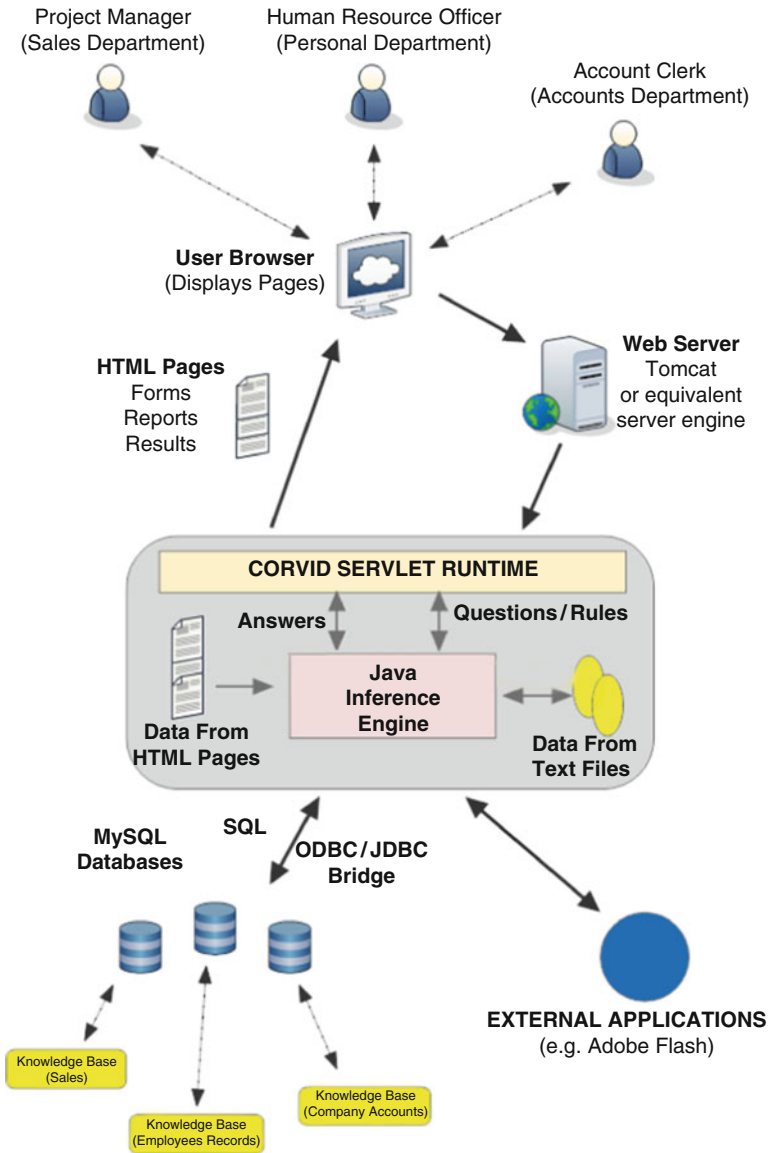 Project Manager
(Sales Department)
Human Resource Officer
(Personal Department)
Account Clerk
(Accounts Department)
User Browser
(Displays Pages)
HTML Pages
Forms
Reports
Results
Web Server
Tomcat
or equivalent
server engine
CORVID SERVLET RUNTIME
Answers
Questions/Rules
Java
Inference
Engine
Data From
HTML Pages
Data From
Text Files
MySQL
Databases
SQL
ODBC/JDBC
Bridge
EXTERNAL APPLICATIONS
(e.g. Adobe Flash)
Knowledge Base
(Sales)
Knowledge Base
(Employees Records)
Knowledge Base
(Company Accounts)